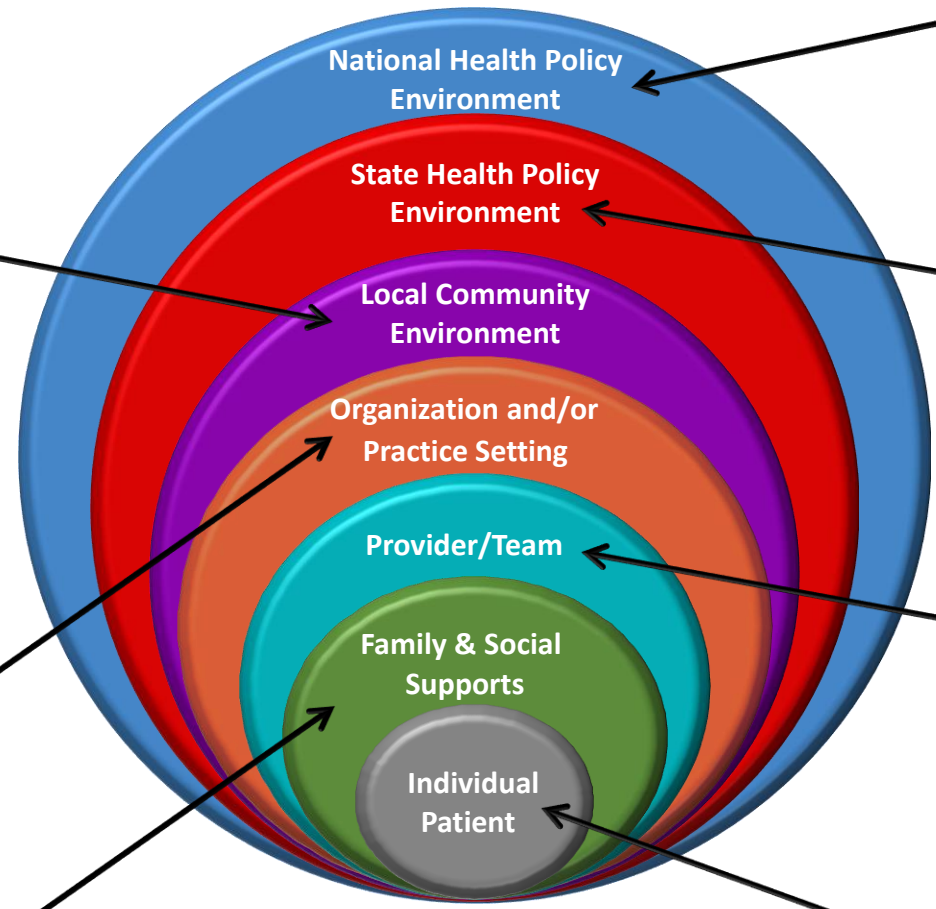 National Health Policy
Environment
State Health Policy
Environment
Local Community
Environment
Organization and/or
Practice Setting
Provider/Team
Family & Social
Supports
Individual
Patient